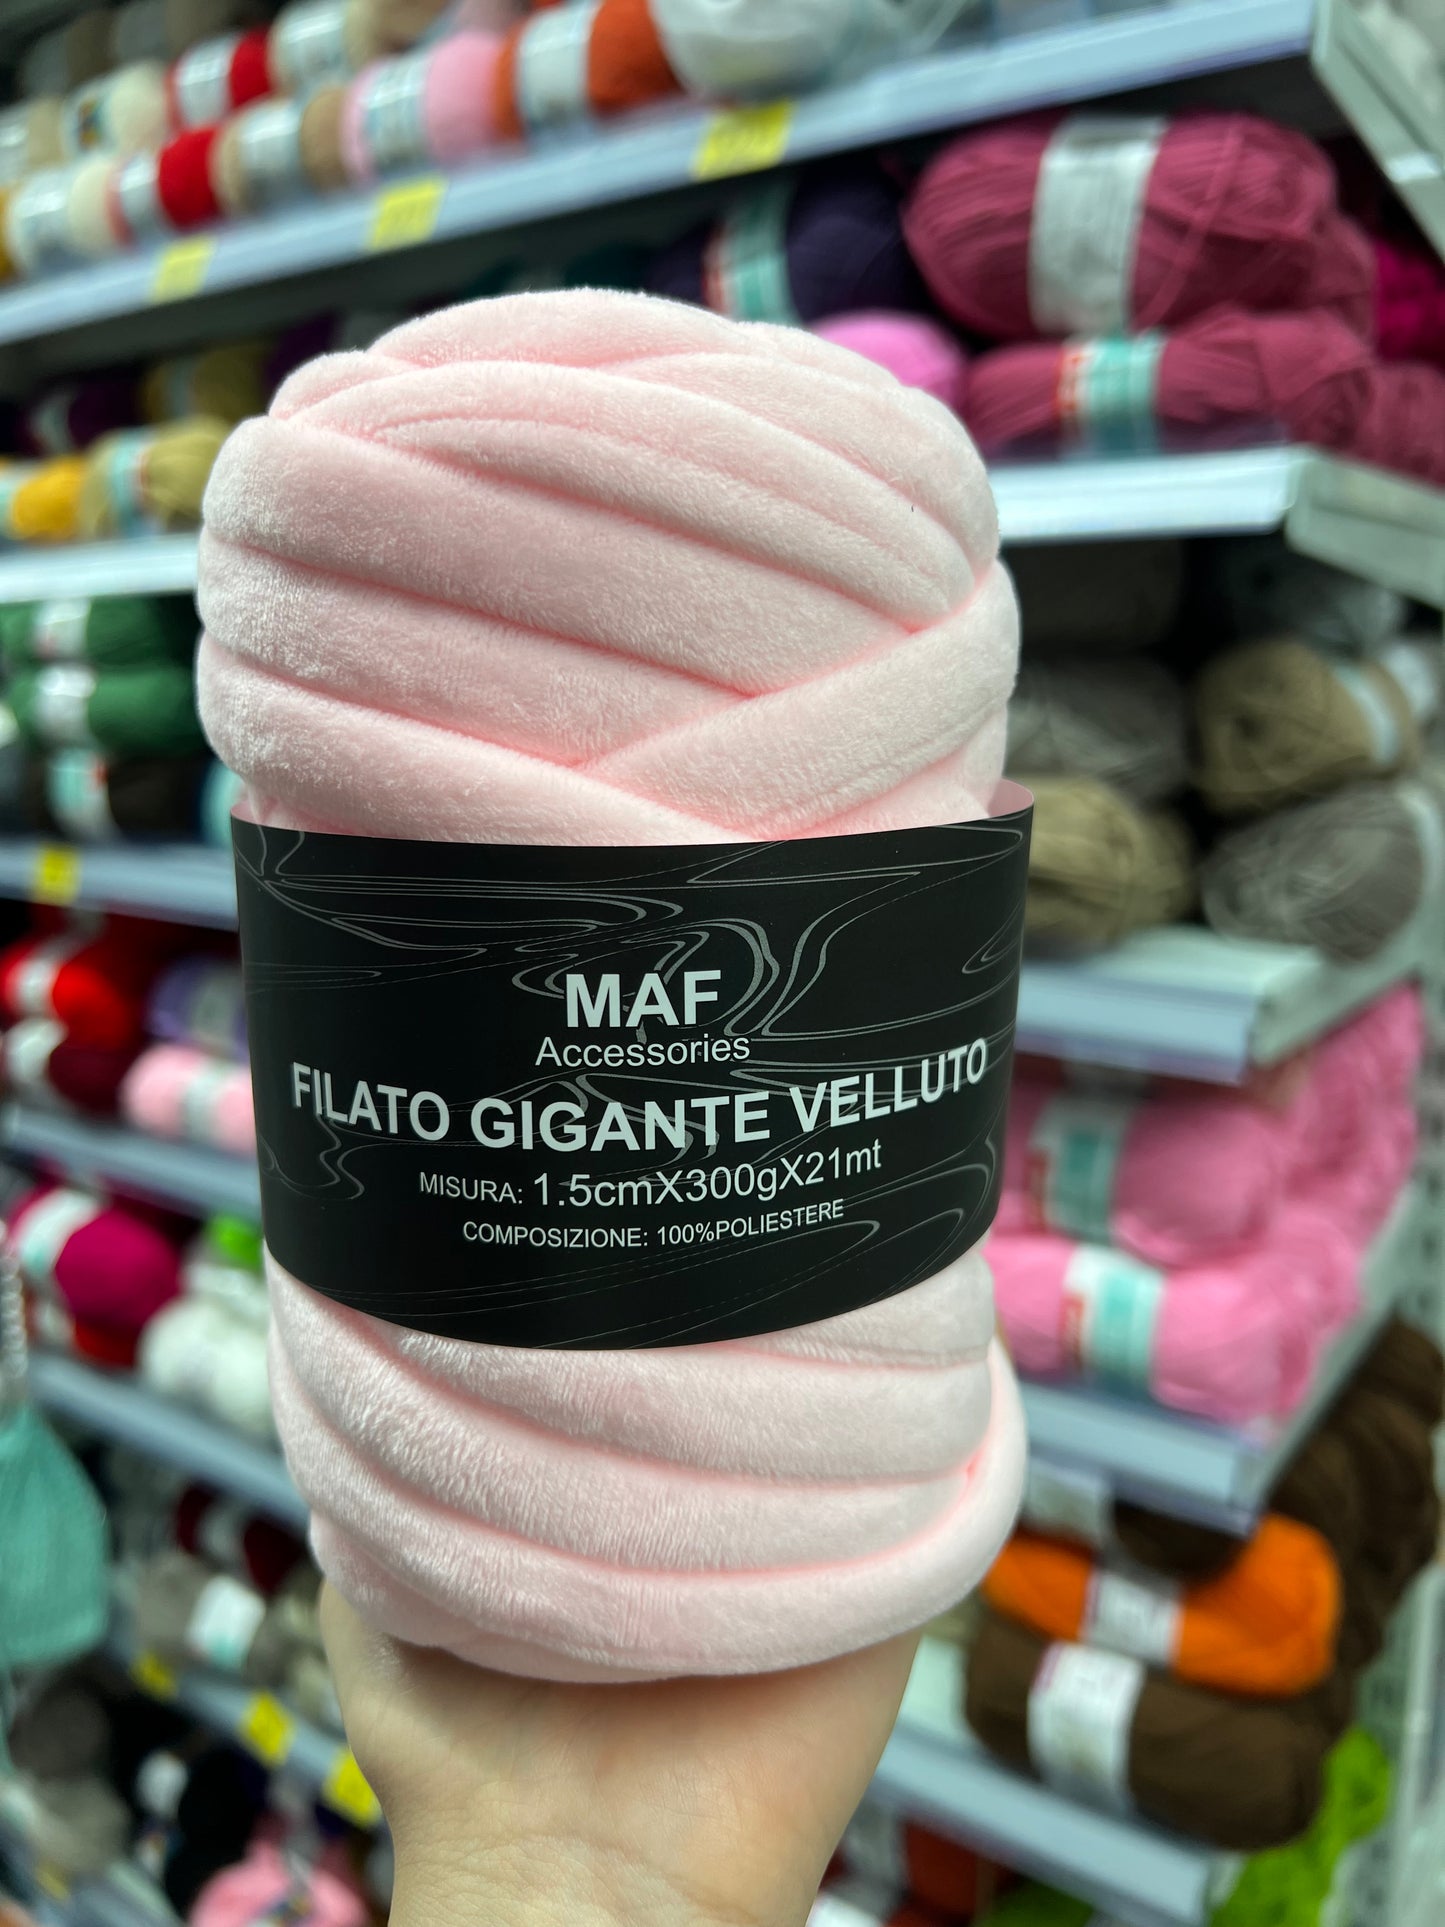 MAF
Accessories
FILATO GIGANTE VELLUTO
MISURA: 1.5cmX300gX21mt
COMPOSIZIONE: 100%POLIESTERE